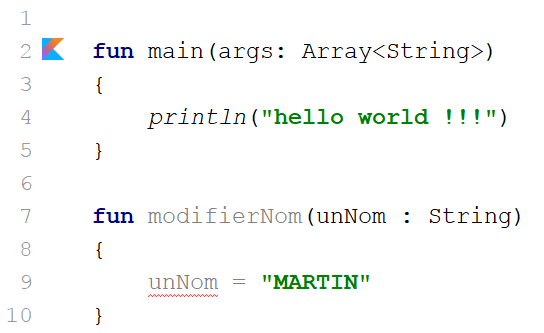 1
2 fun main(args: Array<String>)
3 {
4 println("hello world !!!")
5 }
6
7 fun modifierNom(unNom : String)
8 {
9 unNom = "MARTIN"
10 }